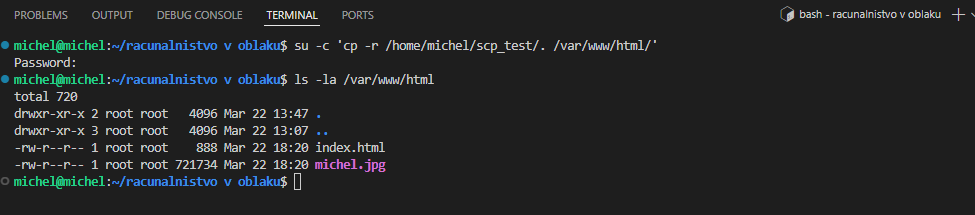 PROBLEMS OUTPUT DEBUG CONSOLE TERMINAL PORTS bash - racunalnistvo v oblaku
michel@michel:~/racunalnistvo v oblaku$ su -c 'cp -r /home/michel/scp_test/. /var/www/html/'
Password:
michel@michel:~/racunalnistvo v oblaku$ ls -la /var/www/html
total 720
drwxr-xr-x 2 root root   4096 Mar 22 13:47 .
drwxr-xr-x 3 root root   4096 Mar 22 13:07 ..
-rw-r--r-- 1 root root    888 Mar 22 18:20 index.html
-rw-r--r-- 1 root root 721734 Mar 22 18:20 michel.jpg
michel@michel:~/racunalnistvo v oblaku$